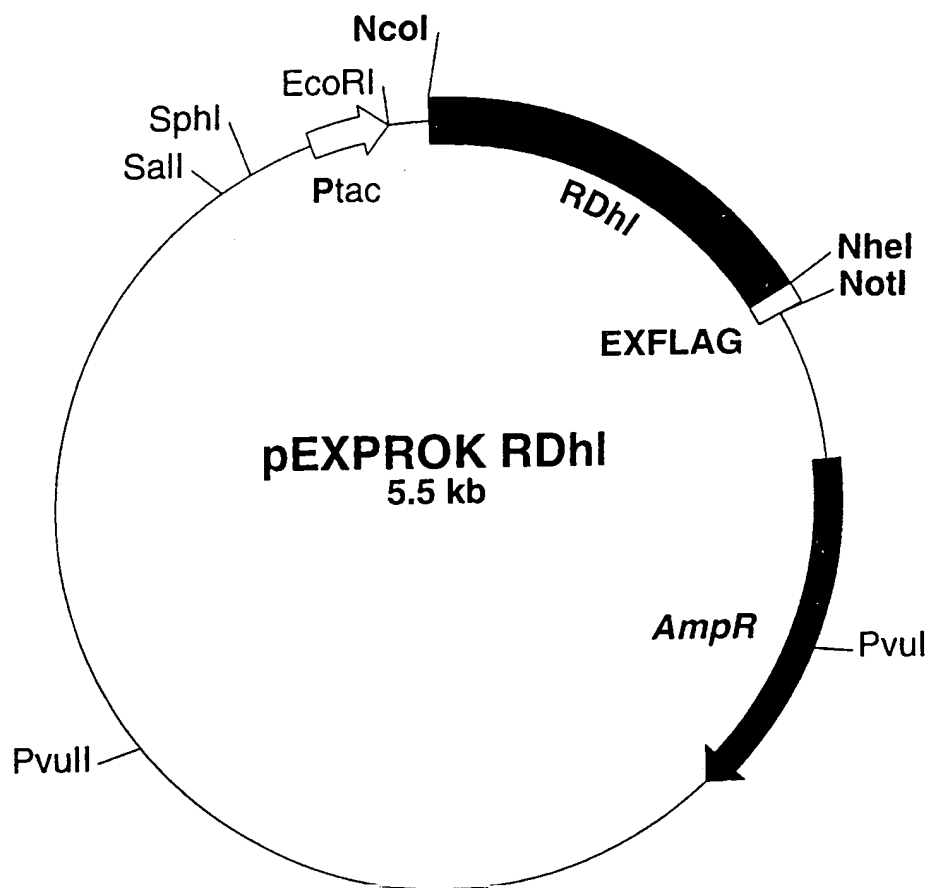 NcoI
EcoRI
SphI
SalI
Ptac
RDhI
NheI
NotI
EXFLAG
pEXPROK RDhI
5.5 kb
AmpR
PvuI
PvuII